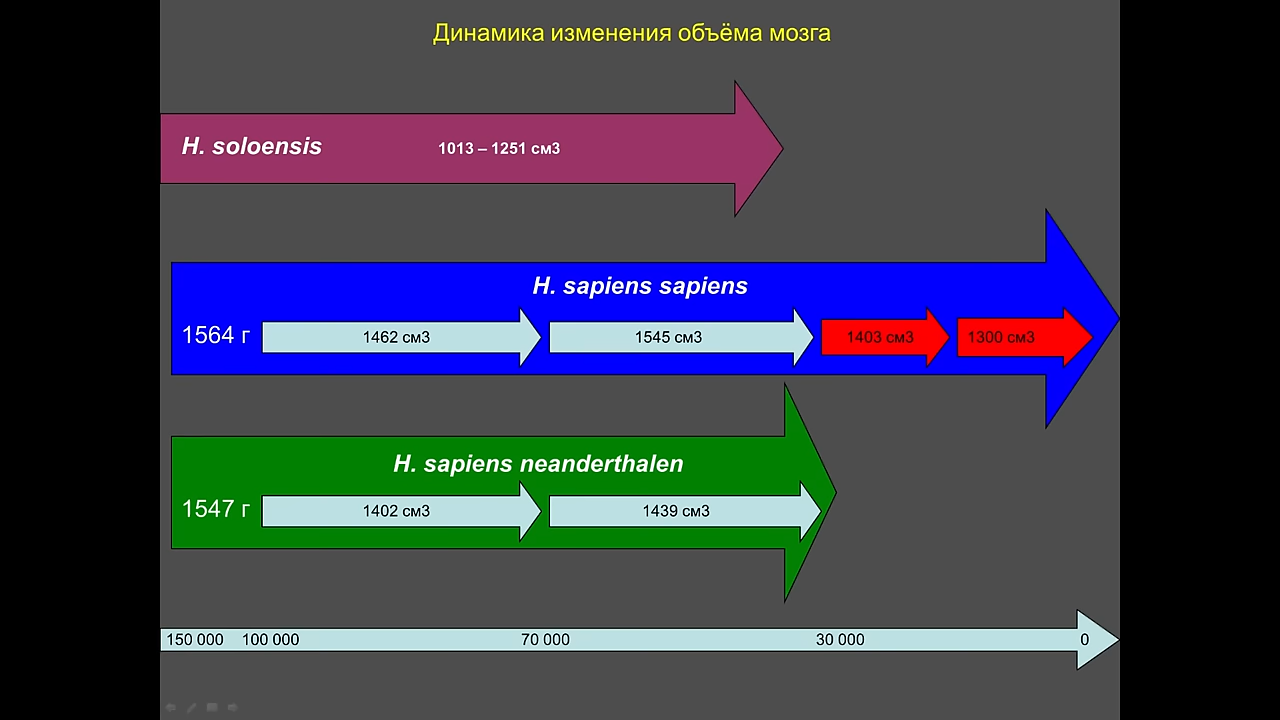 Динамика изменения объёма мозга
H. soloensis 1013 – 1251 см3
H. sapiens sapiens
1564 г 1462 см3 1545 см3 1403 см3 1300 см3
H. sapiens neanderthalen
1547 г 1402 см3 1439 см3
150 000 100 000 70 000 30 000 0